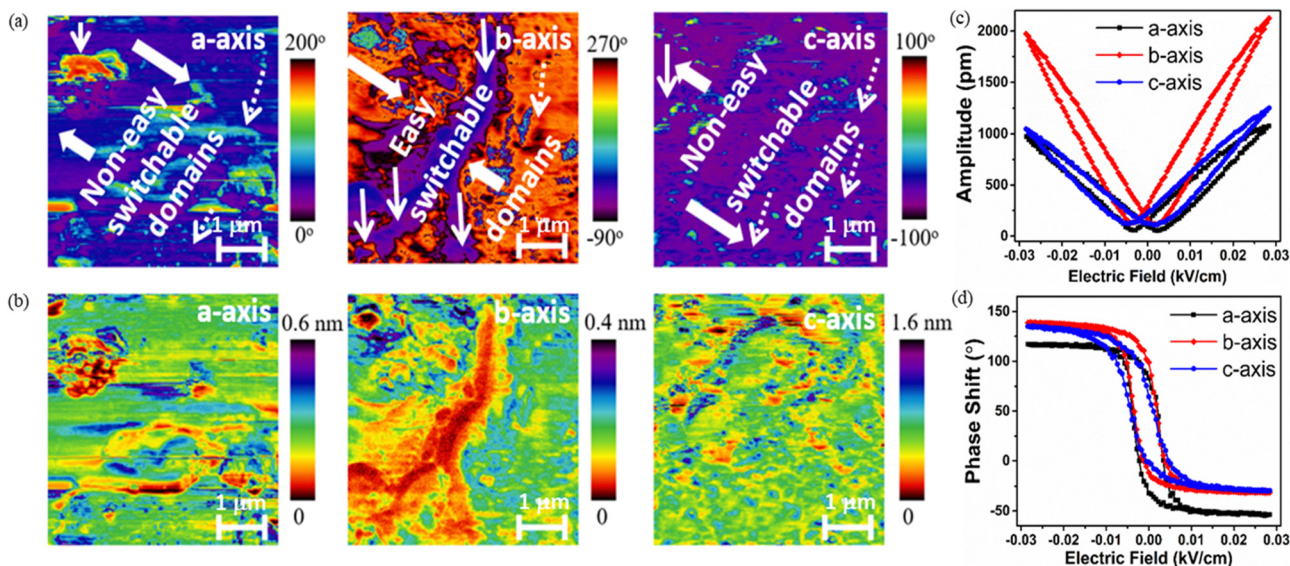 (a)
a-axis
Non-easy
switchable
domains
1 µm
200°
0°
b-axis
Easy
switchable
domains
1 µm
270°
-90°
c-axis
Non-easy
switchable
domains
1 µm
100°
-100°
(b)
a-axis
1 µm
0.6 nm
0
b-axis
1 µm
0.4 nm
0
c-axis
1 µm
1.6 nm
0
(c)
a-axis
b-axis
c-axis
Amplitude (pm)
2000
1500
1000
500
0
-0.03 -0.02 -0.01 0.00 0.01 0.02 0.03
Electric Field (kV/cm)
(d)
a-axis
b-axis
c-axis
Phase Shift (°)
150
100
50
0
-50
-0.03 -0.02 -0.01 0.00 0.01 0.02 0.03
Electric Field (kV/cm)